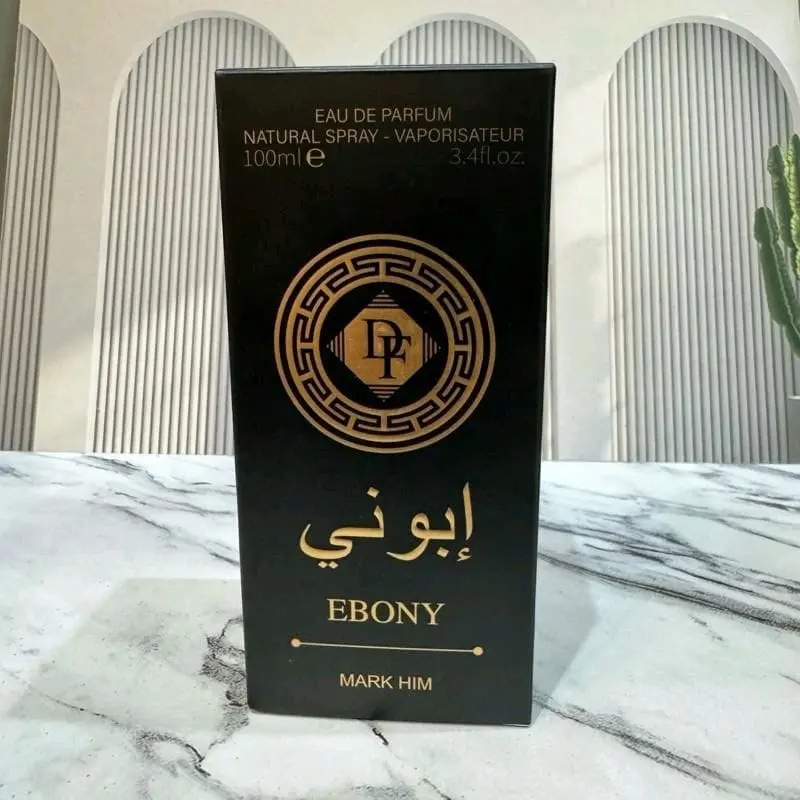 EAU DE PARFUM
NATURAL SPRAY - VAPORISATEUR
100ml e 3.4fl.oz.
DF
إبوني
EBONY
MARK HIM